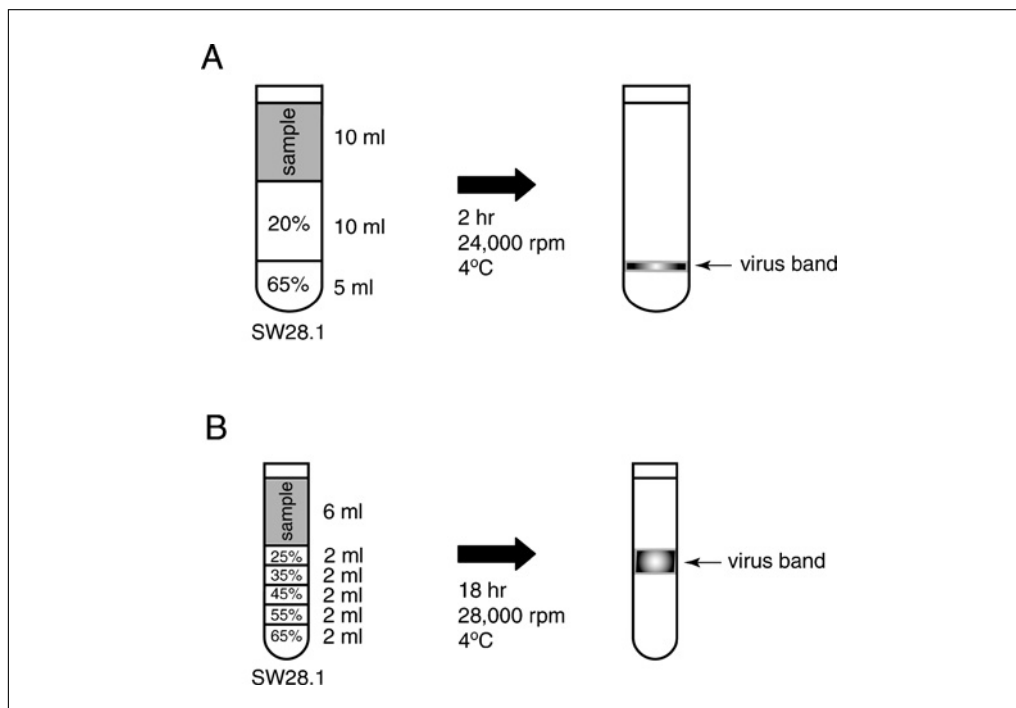 A
sample
10 ml
20%
10 ml
65%
5 ml
SW28.1
2 hr
24,000 rpm
4ºC
virus band
B
sample
6 ml
25%
2 ml
35%
2 ml
45%
2 ml
55%
2 ml
65%
2 ml
SW28.1
18 hr
28,000 rpm
4ºC
virus band